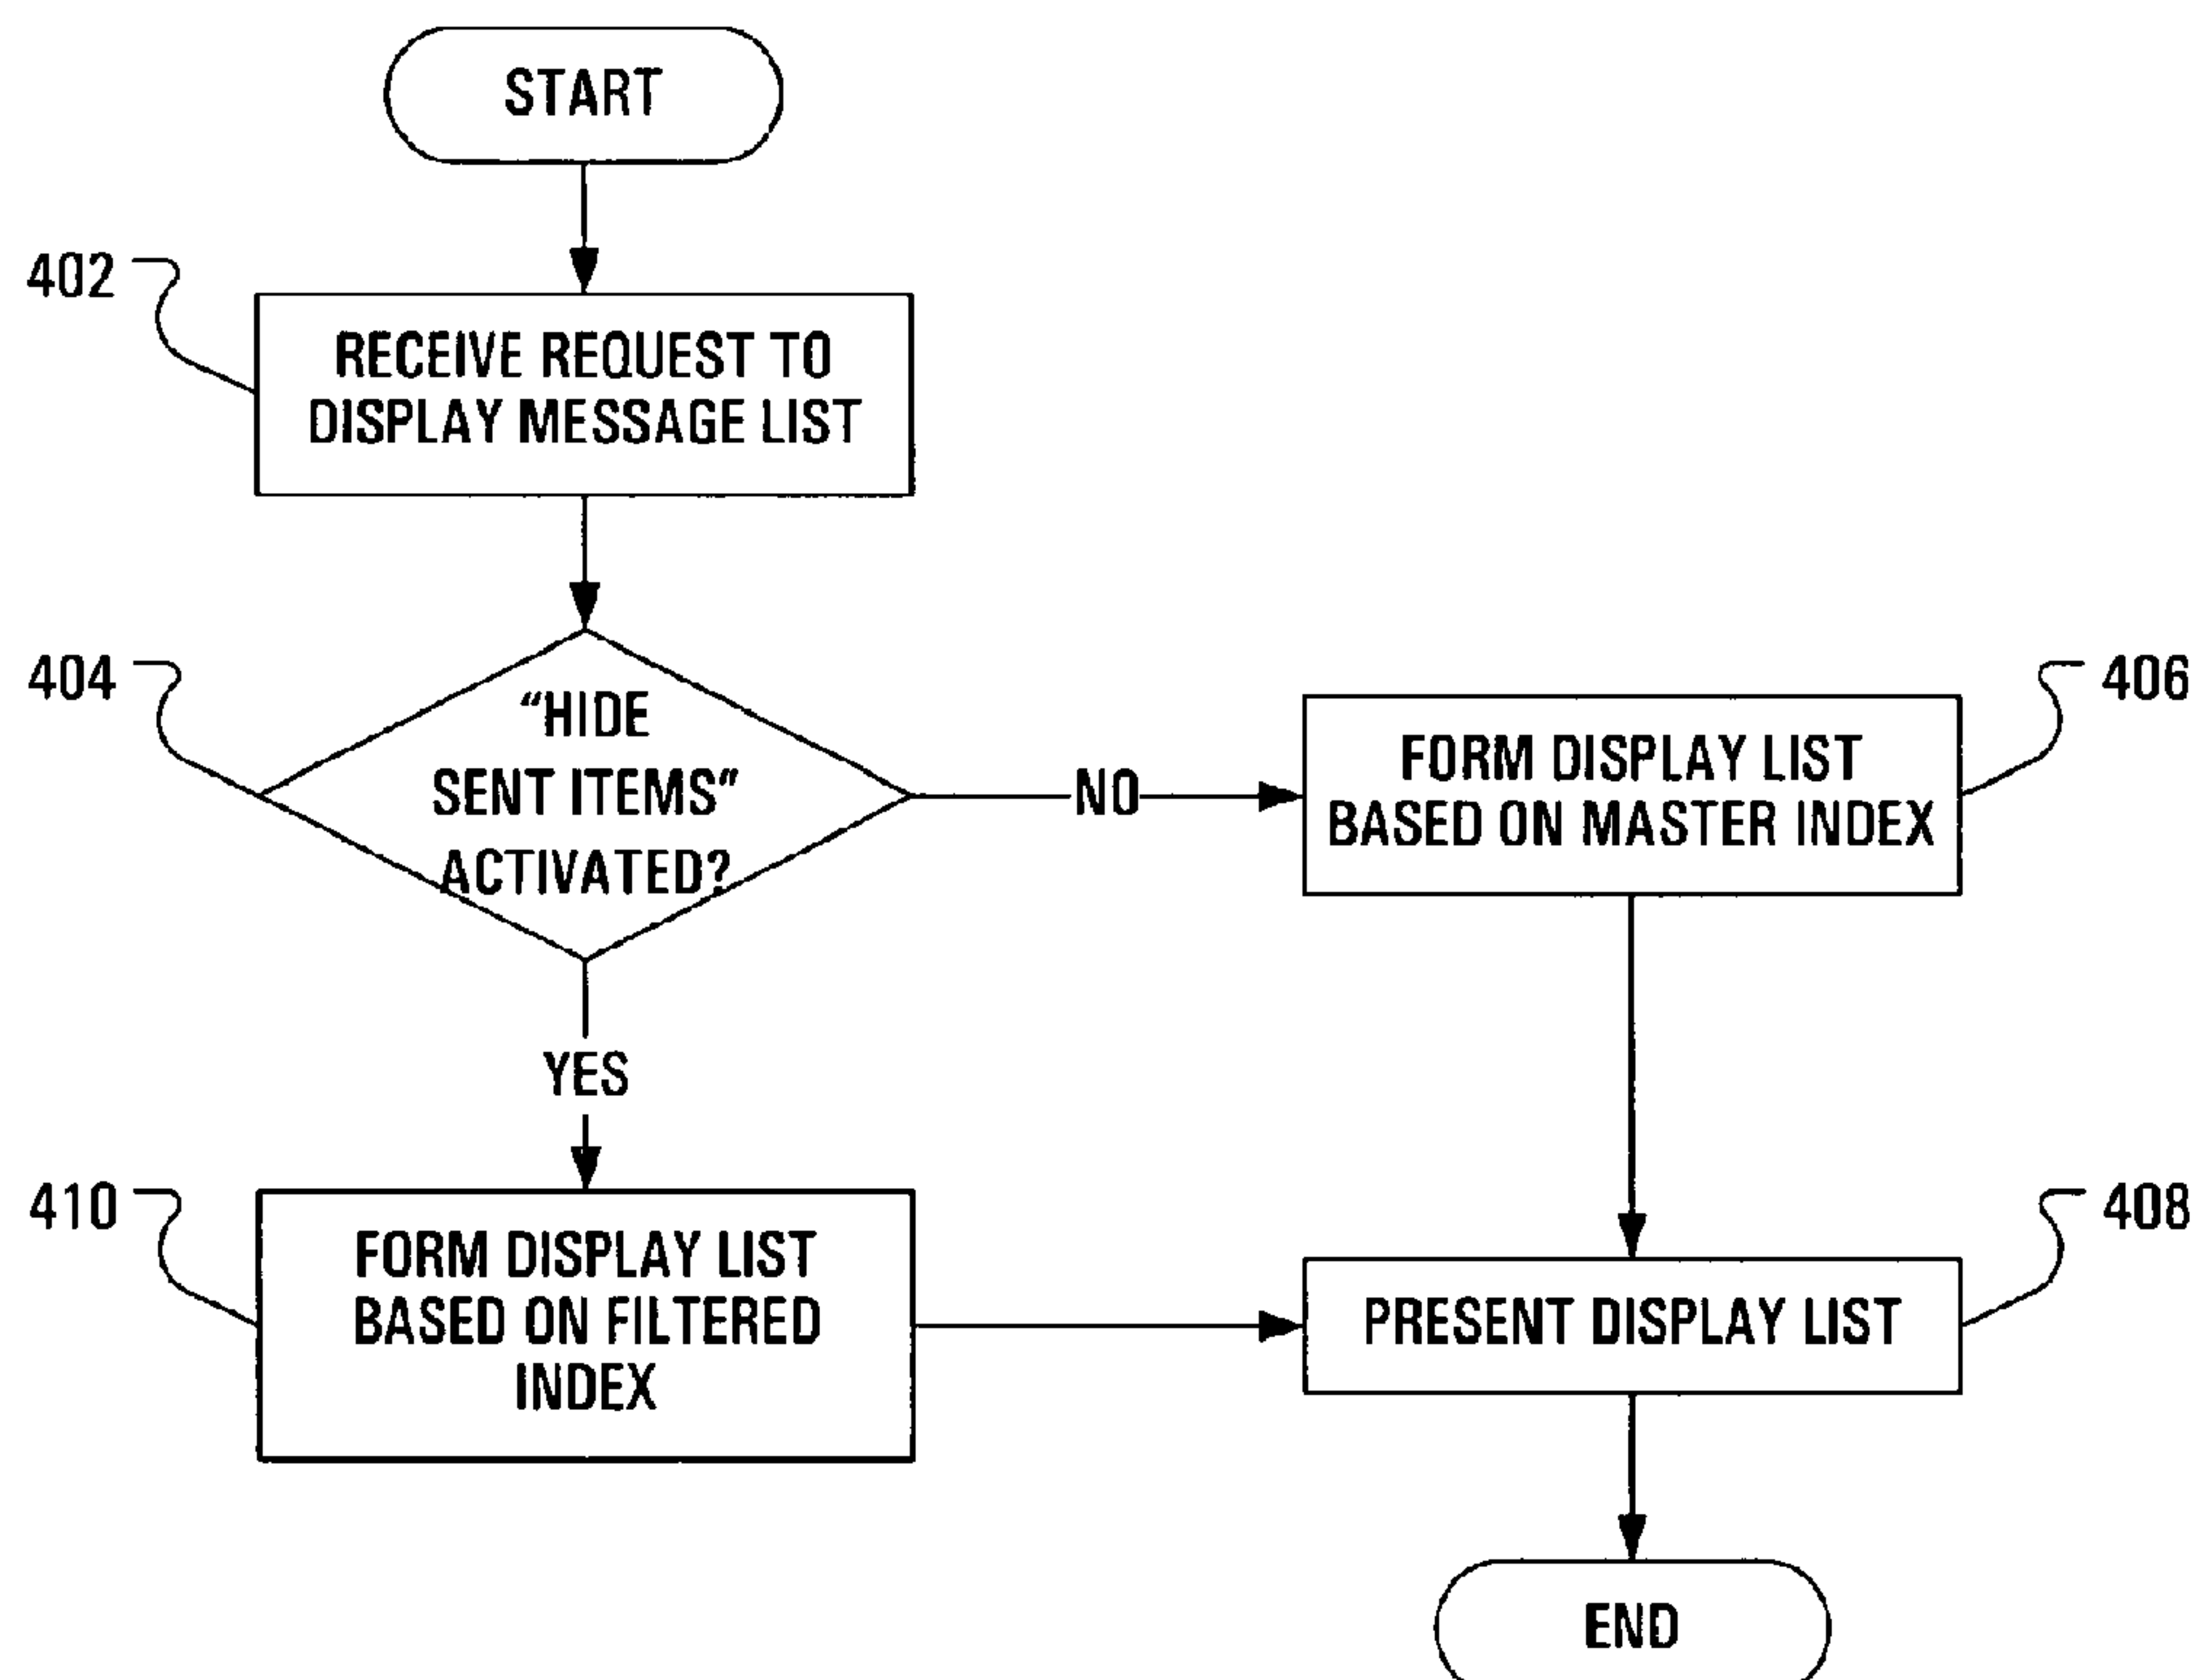 START
402
RECEIVE REQUEST TO
DISPLAY MESSAGE LIST
404
“HIDE
SENT ITEMS”
ACTIVATED?
NO
406
FORM DISPLAY LIST
BASED ON MASTER INDEX
YES
410
FORM DISPLAY LIST
BASED ON FILTERED
INDEX
408
PRESENT DISPLAY LIST
END